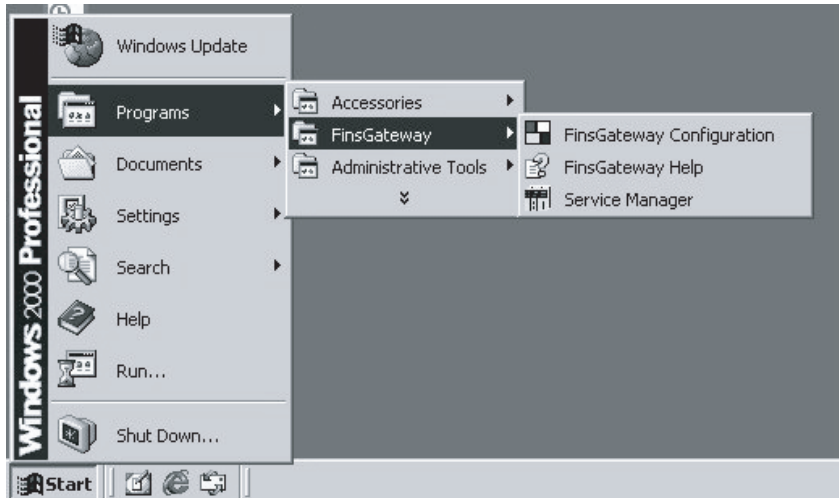 Windows 2000 Professional
Windows Update
Programs
Documents
Settings
Search
Help
Run...
Shut Down...
Accessories
FinsGateway
Administrative Tools
FinsGateway Configuration
FinsGateway Help
Service Manager
Start